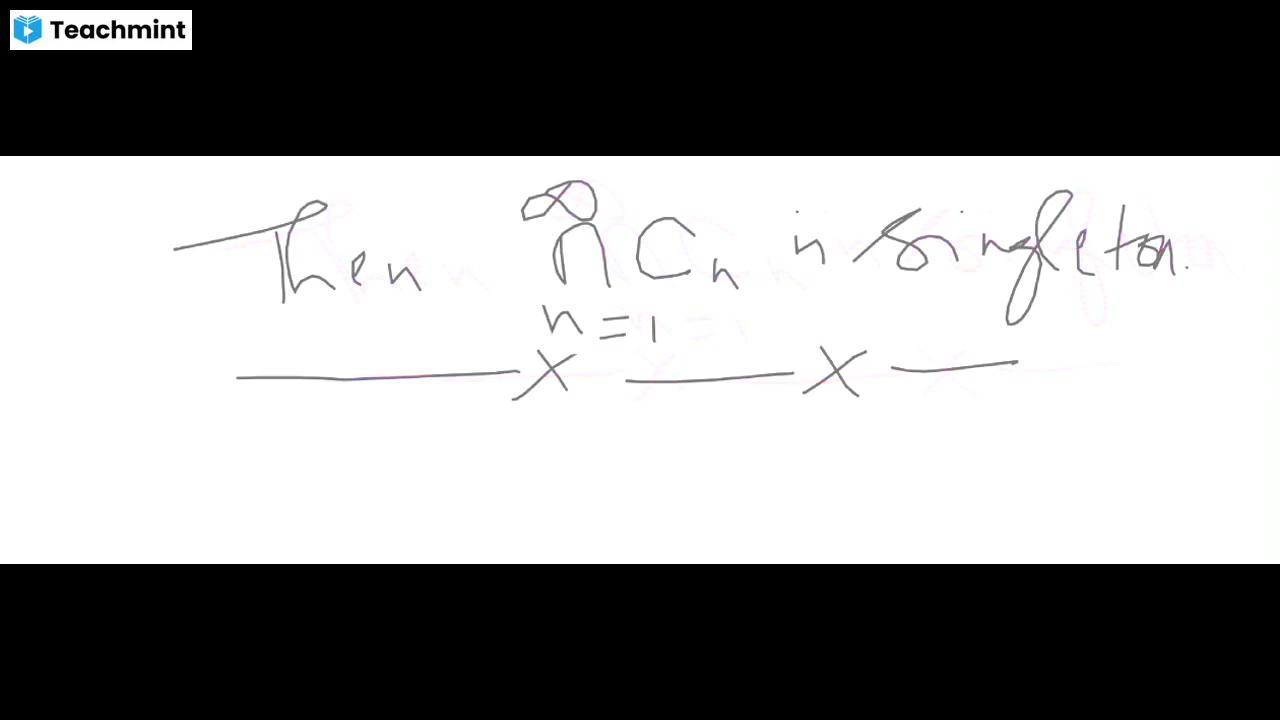 Teachmint
Then ∞ ∩ Cn is singleton.
n=1